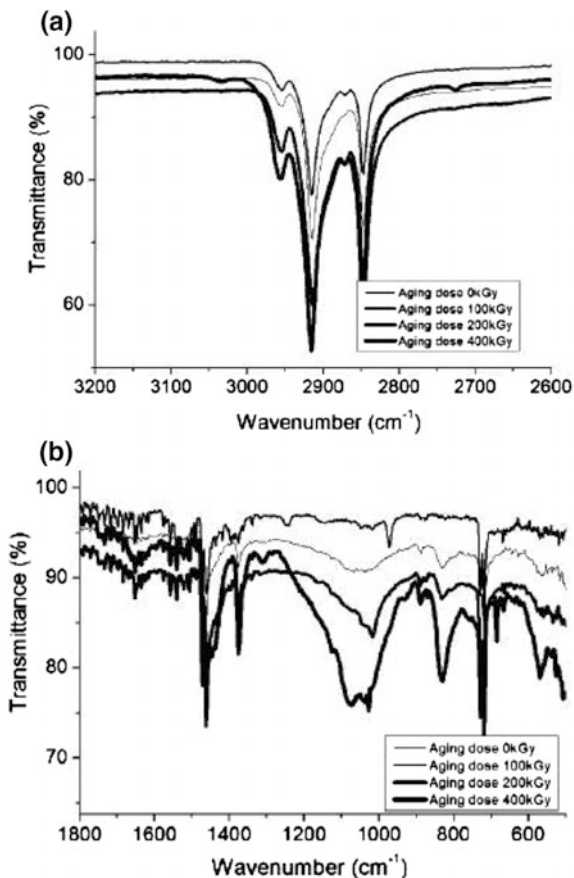 (a)
100
80
60
Transmittance (%)
Aging dose 0kGy
Aging dose 100kGy
Aging dose 200kGy
Aging dose 400kGy
3200 3100 3000 2900 2800 2700 2600
Wavenumber (cm⁻¹)
(b)
100
90
80
70
Transmittance (%)
Aging dose 0kGy
Aging dose 100kGy
Aging dose 200kGy
Aging dose 400kGy
1800 1600 1400 1200 1000 800 600
Wavenumber (cm⁻¹)